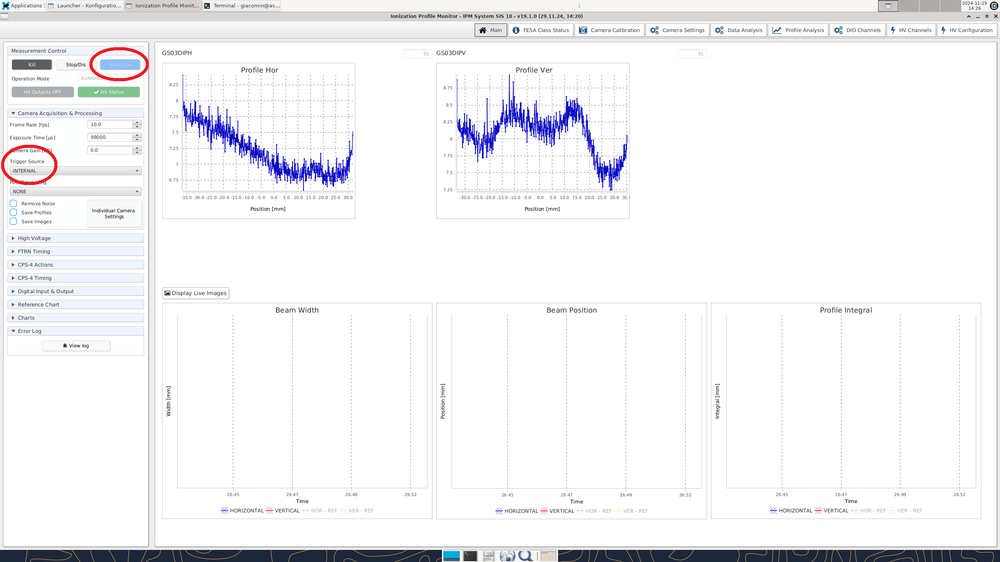 Applications
Launcher - Konfiguratio...
Ionization Profile Monit...
Terminal - giacomin@as...
2024-11-29
14:26
Ionization Profile Monitor - IPM System SIS 18 - v19.1.0 (29.11.24, 14:20)
Main
FESA Class Status
Camera Calibration
Camera Settings
Data Analysis
Profile Analysis
DIO Channels
HV Channels
HV Configuration
Measurement Control
Kill
Stop/Dis
Start/Ena
Operation Mode
RUNNING
HV Outputs OFF
HV Status
Camera Acquisition & Processing
Frame Rate [fps]
10.0
Exposure Time [µs]
98000
Camera Gain [dB]
0.0
Trigger Source
INTERNAL
Post Processing
NONE
Remove Noise
Save Profiles
Save Images
Individual Camera
Settings
High Voltage
FTRN Timing
CPS-4 Actions
CPS-4 Timing
Digital Input & Output
Reference Chart
Charts
Error Log
View log
GS03DIPH
91
Profile Hor
8.25
8
7.75
7.5
7.25
7
6.75
-35.0 -30.0 -25.0 -20.0 -15.0 -10.0 -5.0 0.0 5.0 10.0 15.0 20.0 25.0 30.0
Position [mm]
GS03DIPV
91
Profile Ver
8.75
8.5
8.25
8
7.75
7.5
7.25
-30.0 -25.0 -20.0 -15.0 -10.0 -5.0 0.0 5.0 10.0 15.0 20.0 25.0 30.0 35.
Position [mm]
Display Live Images
Beam Width
Width [mm]
26:45 26:47 26:49 26:52
Time
HORIZONTAL VERTICAL HOR - REF VER - REF
Beam Position
Position [mm]
26:45 26:47 26:49 26:52
Time
HORIZONTAL VERTICAL HOR - REF VER - REF
Profile Integral
Integral [mm]
26:45 26:47 26:49 26:52
Time
HORIZONTAL VERTICAL HOR - REF VER - REF